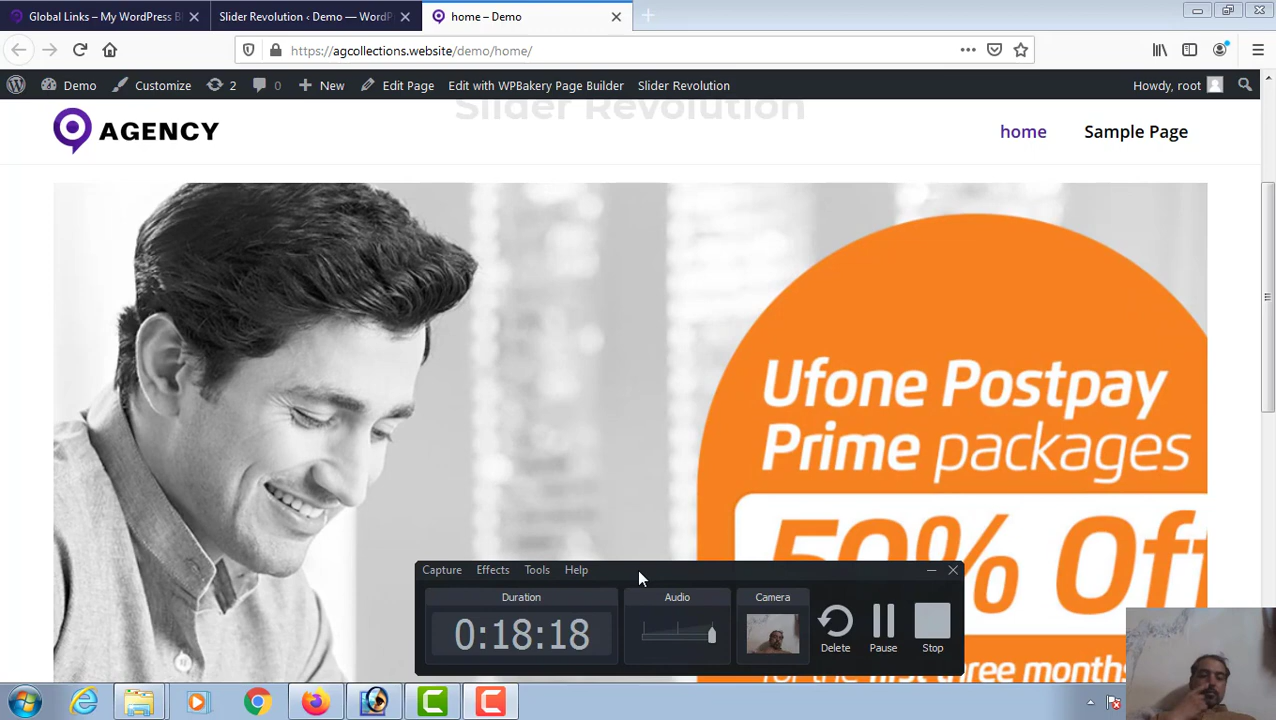 Global Links – My WordPress B
Slider Revolution ‹ Demo — WordP
home – Demo
https://agcollections.website/demo/home/
Demo
Customize
2
0
New
Edit Page
Edit with WPBakery Page Builder
Slider Revolution
Howdy, root
Slider Revolution
AGENCY
home
Sample Page
Ufone Postpay
Prime packages
50% Off
for the first three months
Capture
Effects
Tools
Help
Duration
Audio
Camera
0:18:18
Delete
Pause
Stop